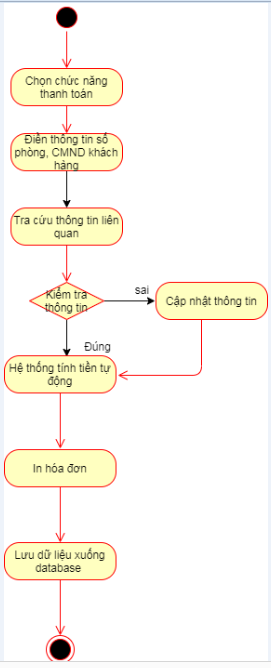 Chọn chức năng
thanh toán
Điền thông tin số
phòng, CMND khách
hàng
Tra cứu thông tin liên
quan
Kiểm tra
thông tin
sai
Cập nhật thông tin
Đúng
Hệ thống tính tiền tự
động
In hóa đơn
Lưu dữ liệu xuống
database